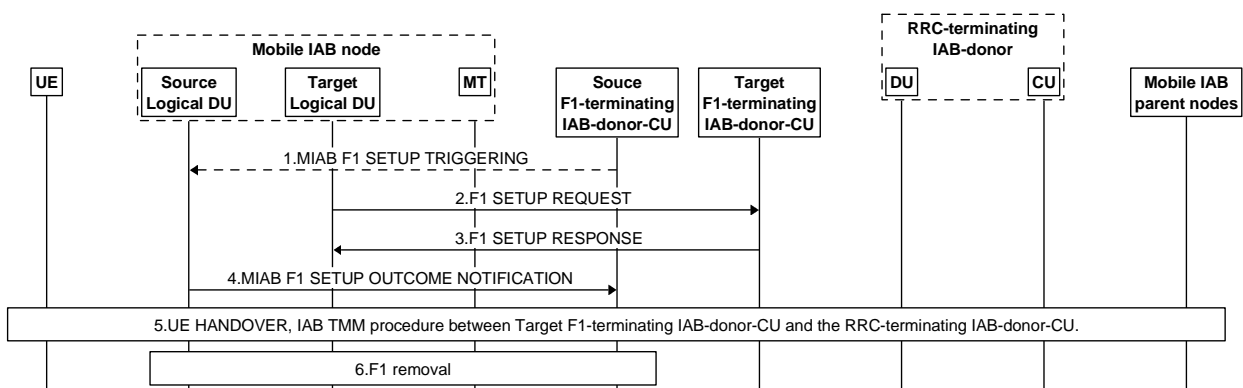 RRC-terminating
IAB-donor
Mobile IAB node
UE
Source
Logical DU
Target
Logical DU
MT
Souce
F1-terminating
IAB-donor-CU
Target
F1-terminating
IAB-donor-CU
DU
CU
Mobile IAB
parent nodes
1.MIAB F1 SETUP TRIGGERING
2.F1 SETUP REQUEST
3.F1 SETUP RESPONSE
4.MIAB F1 SETUP OUTCOME NOTIFICATION
5.UE HANDOVER, IAB TMM procedure between Target F1-terminating IAB-donor-CU and the RRC-terminating IAB-donor-CU.
6.F1 removal